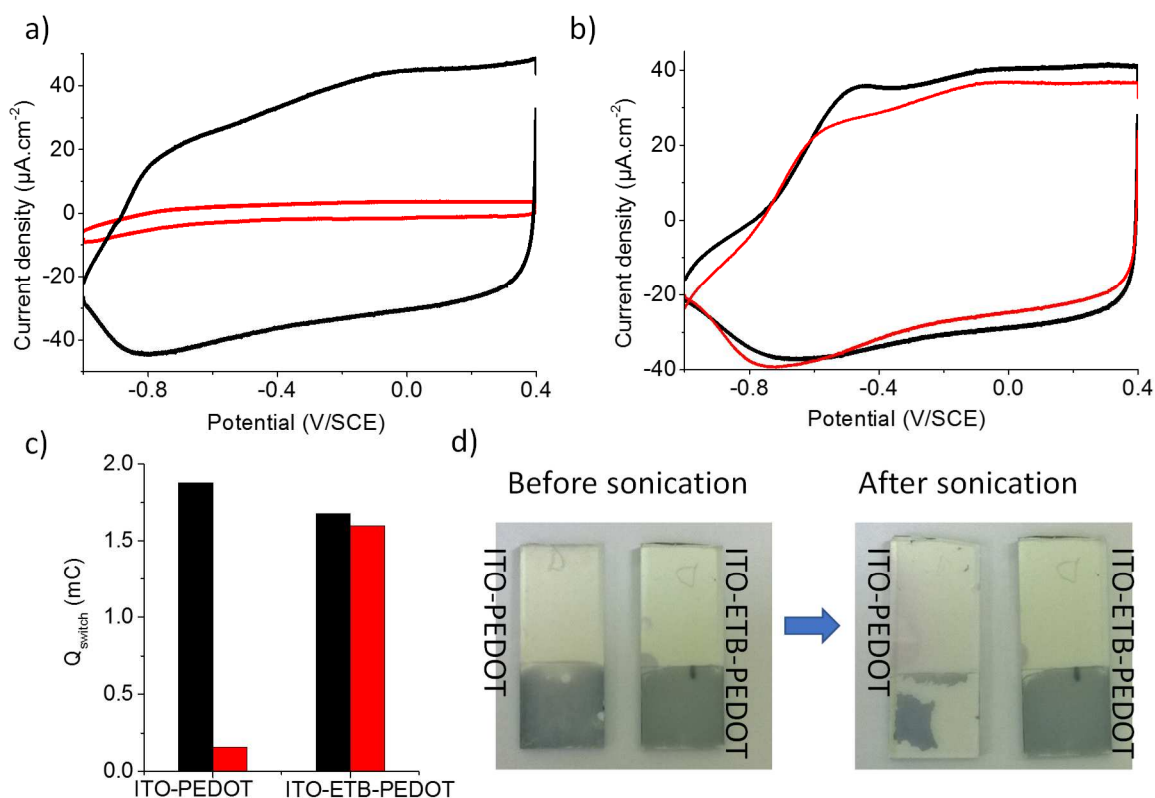 a)
40
20
0
-20
-40
Current density (µA.cm-2)
-0.8 -0.4 0.0 0.4
Potential (V/SCE)
b)
40
20
0
-20
-40
Current density (µA.cm-2)
-0.8 -0.4 0.0 0.4
Potential (V/SCE)
c)
2.0
1.5
1.0
0.5
0.0
Qswitch (mC)
ITO-PEDOT ITO-ETB-PEDOT
d)
Before sonication
ITO-PEDOT
ITO-ETB-PEDOT
After sonication
ITO-PEDOT
ITO-ETB-PEDOT